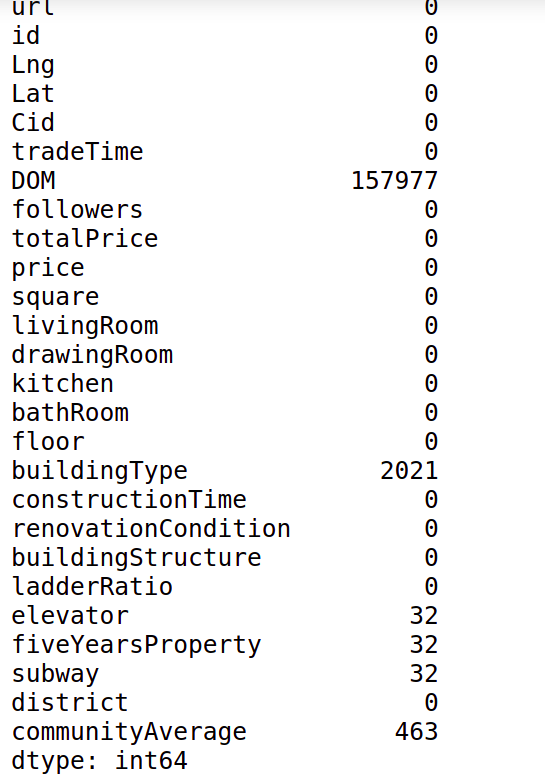 url 0
id 0
Lng 0
Lat 0
Cid 0
tradeTime 0
DOM 157977
followers 0
totalPrice 0
price 0
square 0
livingRoom 0
drawingRoom 0
kitchen 0
bathRoom 0
floor 0
buildingType 2021
constructionTime 0
renovationCondition 0
buildingStructure 0
ladderRatio 0
elevator 32
fiveYearsProperty 32
subway 32
district 0
communityAverage 463
dtype: int64